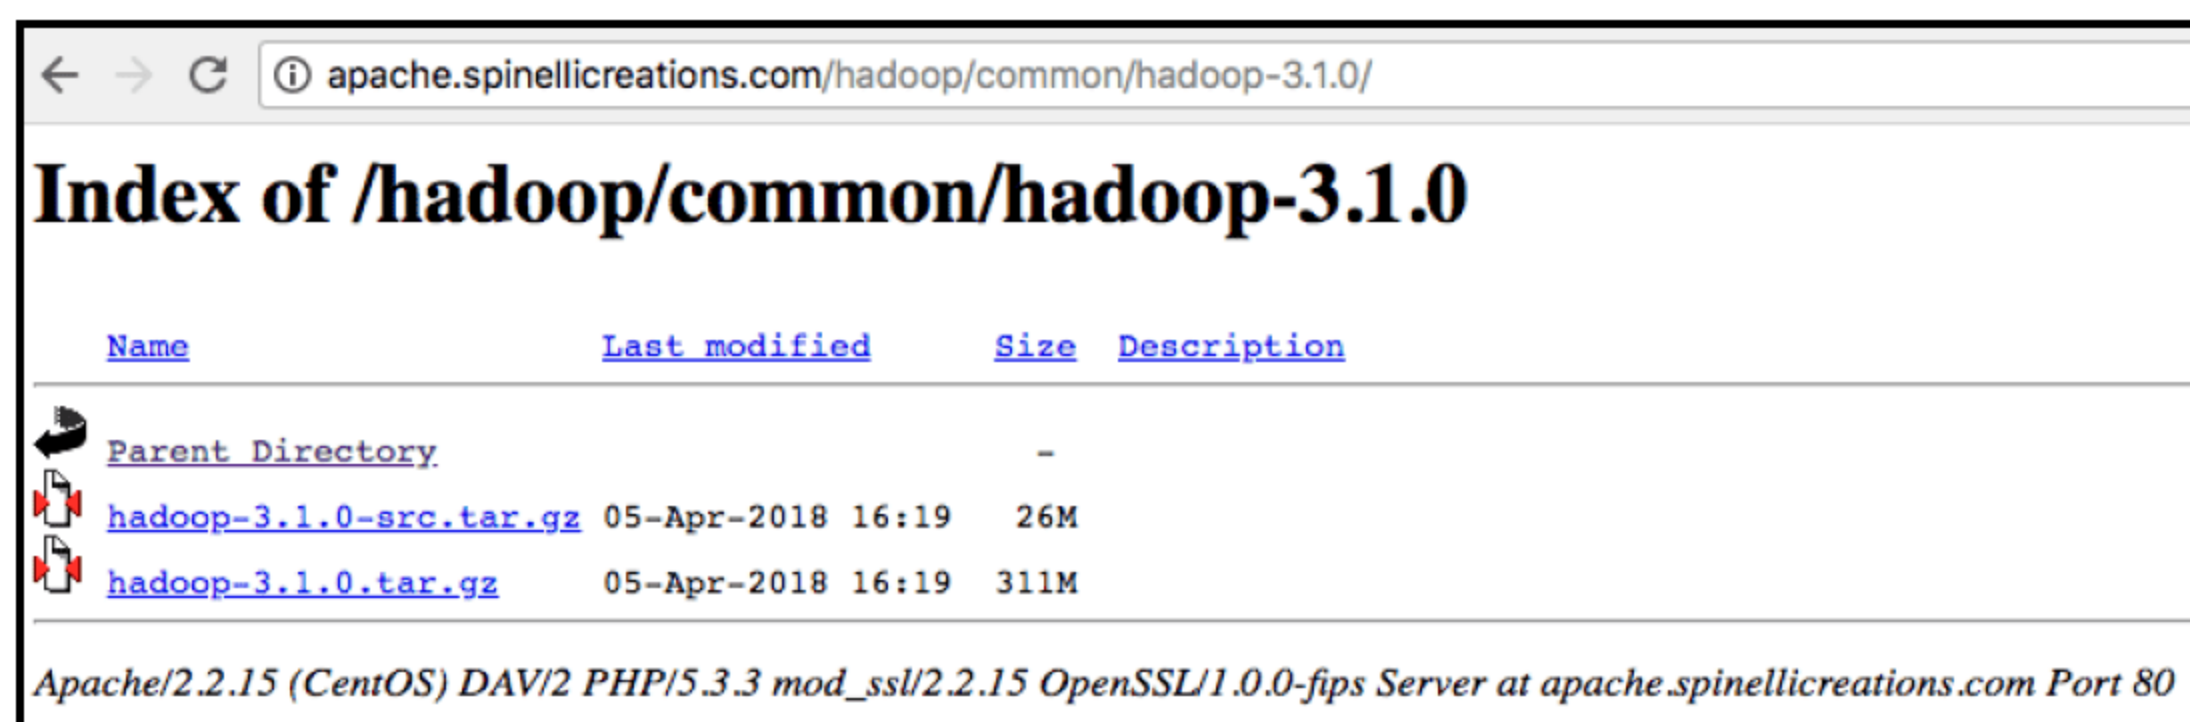 apache.spinellicreations.com/hadoop/common/hadoop-3.1.0/
Index of /hadoop/common/hadoop-3.1.0
Name Last modified Size Description
Parent Directory -
hadoop-3.1.0-src.tar.gz 05-Apr-2018 16:19 26M
hadoop-3.1.0.tar.gz 05-Apr-2018 16:19 311M
Apache/2.2.15 (CentOS) DAV/2 PHP/5.3.3 mod_ssl/2.2.15 OpenSSL/1.0.0-fips Server at apache.spinellicreations.com Port 80